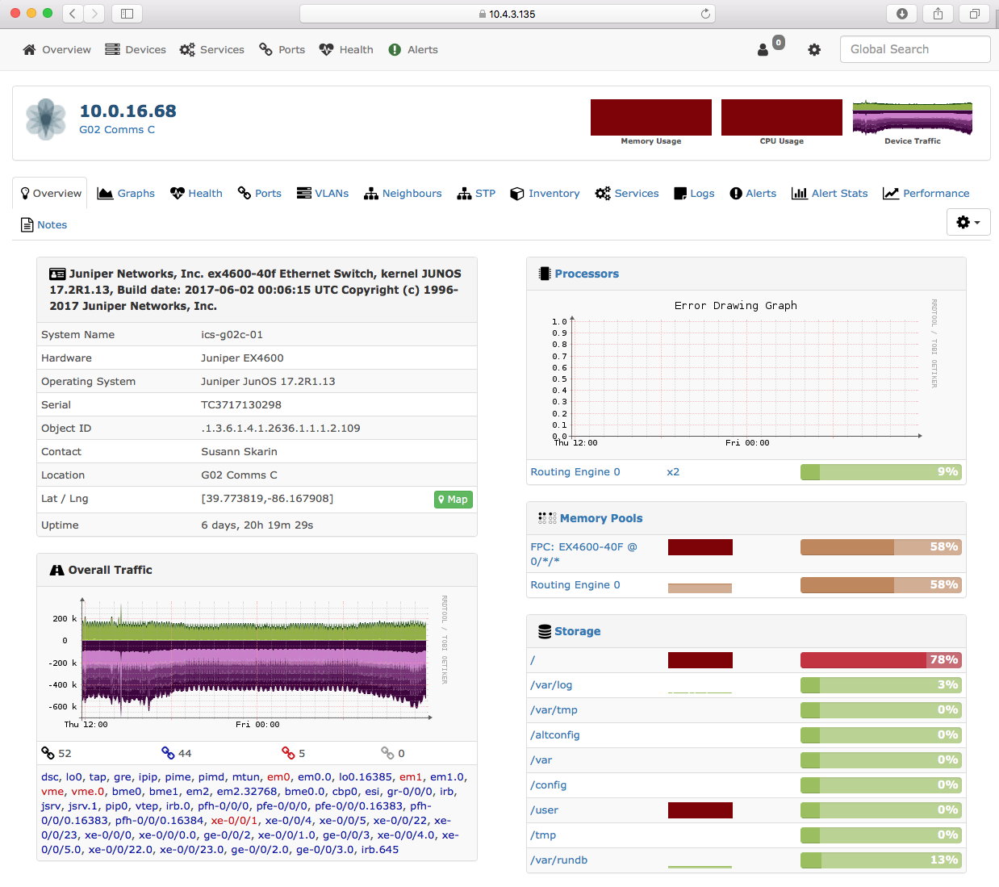 10.4.3.135
Overview Devices Services Ports Health Alerts 0 Global Search
10.0.16.68
G02 Comms C
Memory Usage CPU Usage Device Traffic
Overview Graphs Health Ports VLANs Neighbours STP Inventory Services Logs Alerts Alert Stats Performance
Notes
Juniper Networks, Inc. ex4600-40f Ethernet Switch, kernel JUNOS
17.2R1.13, Build date: 2017-06-02 00:06:15 UTC Copyright (c) 1996-
2017 Juniper Networks, Inc.
System Name ics-g02c-01
Hardware Juniper EX4600
Operating System Juniper JunOS 17.2R1.13
Serial TC3717130298
Object ID .1.3.6.1.4.1.2636.1.1.1.2.109
Contact Susann Skarin
Location G02 Comms C
Lat / Lng [39.773819,-86.167908] Map
Uptime 6 days, 20h 19m 29s
Overall Traffic
RRDTOOL / TOBI OETIKER
200 k
0
-200 k
-400 k
-600 k
Thu 12:00 Fri 00:00
52 44 5 0
dsc, lo0, tap, gre, ipip, pime, pimd, mtun, em0, em0.0, lo0.16385, em1, em1.0,
vme, vme.0, bme0, bme1, em2, em2.32768, bme0.0, cbp0, esi, gr-0/0/0, irb,
jsrv, jsrv.1, pip0, vtep, irb.0, pfh-0/0/0, pfe-0/0/0, pfe-0/0/0.16383, pfh-
0/0/0.16383, pfh-0/0/0.16384, xe-0/0/1, xe-0/0/4, xe-0/0/5, xe-0/0/22, xe-
0/0/23, xe-0/0/0, xe-0/0/0.0, ge-0/0/2, xe-0/0/1.0, ge-0/0/3, xe-0/0/4.0, xe-
0/0/5.0, xe-0/0/22.0, xe-0/0/23.0, ge-0/0/2.0, ge-0/0/3.0, irb.645
Processors
Error Drawing Graph
RRDTOOL / TOBI OETIKER
1.0
0.9
0.8
0.7
0.6
0.5
0.4
0.3
0.2
0.1
0.0
Thu 12:00 Fri 00:00
Routing Engine 0 x2 9%
Memory Pools
FPC: EX4600-40F @ 58%
0/*/*
Routing Engine 0 58%
Storage
/ 78%
/var/log 3%
/var/tmp 0%
/altconfig 0%
/var 0%
/config 0%
/user 0%
/tmp 0%
/var/rundb 13%